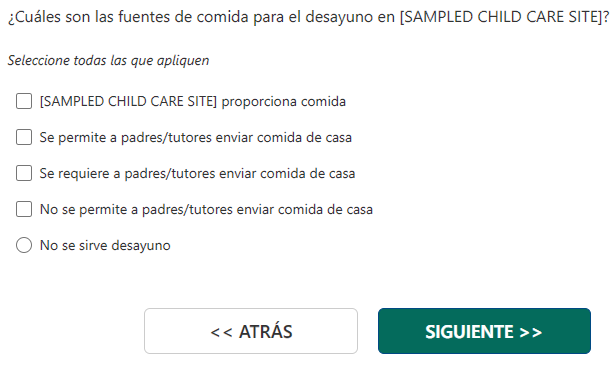 ¿Cuáles son las fuentes de comida para el desayuno en [SAMPLED CHILD CARE SITE]?
Seleccione todas las que apliquen
[SAMPLED CHILD CARE SITE] proporciona comida
Se permite a padres/tutores enviar comida de casa
Se requiere a padres/tutores enviar comida de casa
No se permite a padres/tutores enviar comida de casa
No se sirve desayuno
<< ATRÁS
SIGUIENTE >>